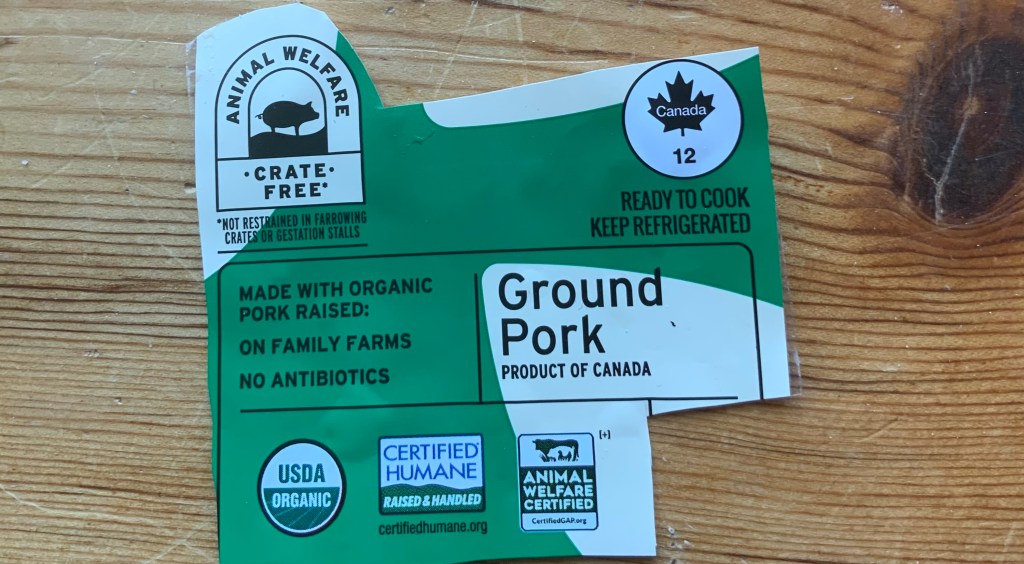 ANIMAL WELFARE
·CRATE·
FREE*
*NOT RESTRAINED IN FARROWING
CRATES OR GESTATION STALLS
Canada
12
READY TO COOK
KEEP REFRIGERATED
MADE WITH ORGANIC
PORK RAISED:
ON FAMILY FARMS
NO ANTIBIOTICS
Ground
Pork
PRODUCT OF CANADA
USDA
ORGANIC
CERTIFIED
HUMANE
RAISED & HANDLED
certifiedhumane.org
[+]
ANIMAL
WELFARE
CERTIFIED
CertifiedGAP.org